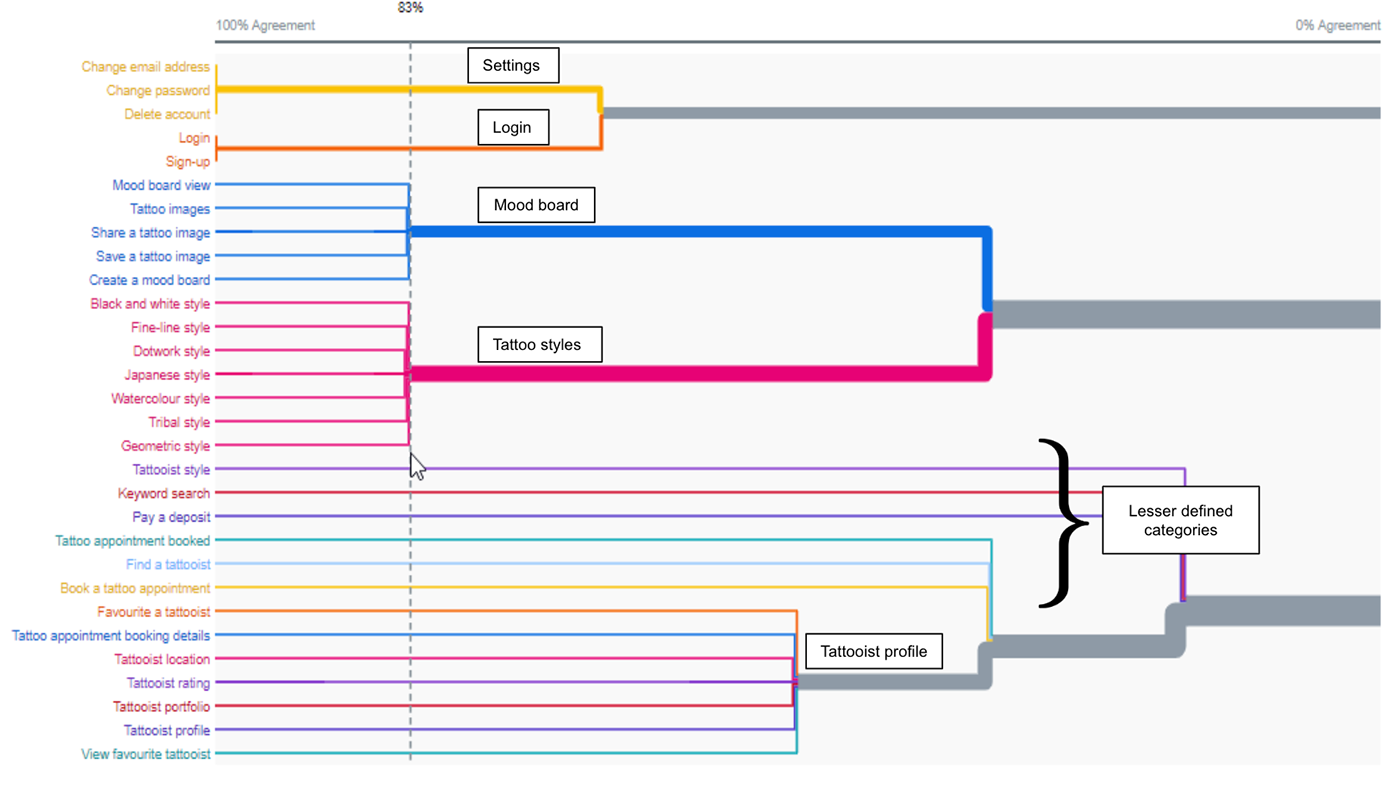 83%
100% Agreement
0% Agreement
Change email address
Settings
Change password
Delete account
Login
Login
Sign-up
Mood board view
Mood board
Tattoo images
Share a tattoo image
Save a tattoo image
Create a mood board
Black and white style
Fine-line style
Tattoo styles
Dotwork style
Japanese style
Watercolour style
Tribal style
Geometric style
Tattooist style
Keyword search
Lesser defined
categories
Pay a deposit
Tattoo appointment booked
Find a tattooist
Book a tattoo appointment
Favourite a tattooist
Tattoo appointment booking details
Tattooist profile
Tattooist location
Tattooist rating
Tattooist portfolio
Tattooist profile
View favourite tattooist